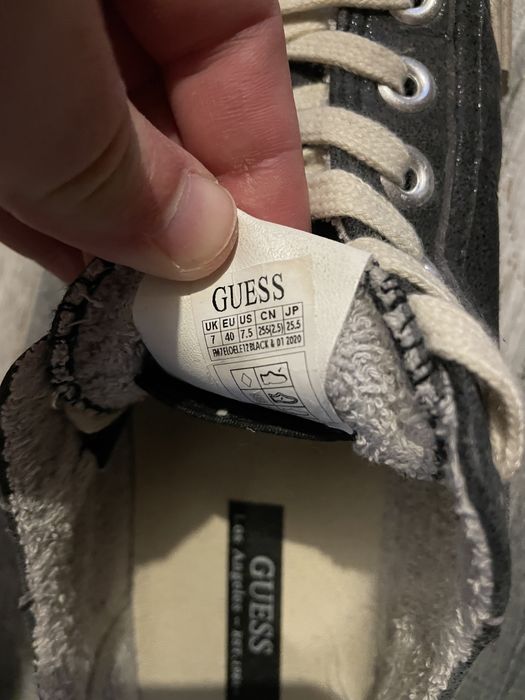 GUESS
UK EU US CN JP
7 40 7.5 255(2.5) 25.5
FM7ELOELE12 BLACK & 01 2020
GUESS
Los Angeles